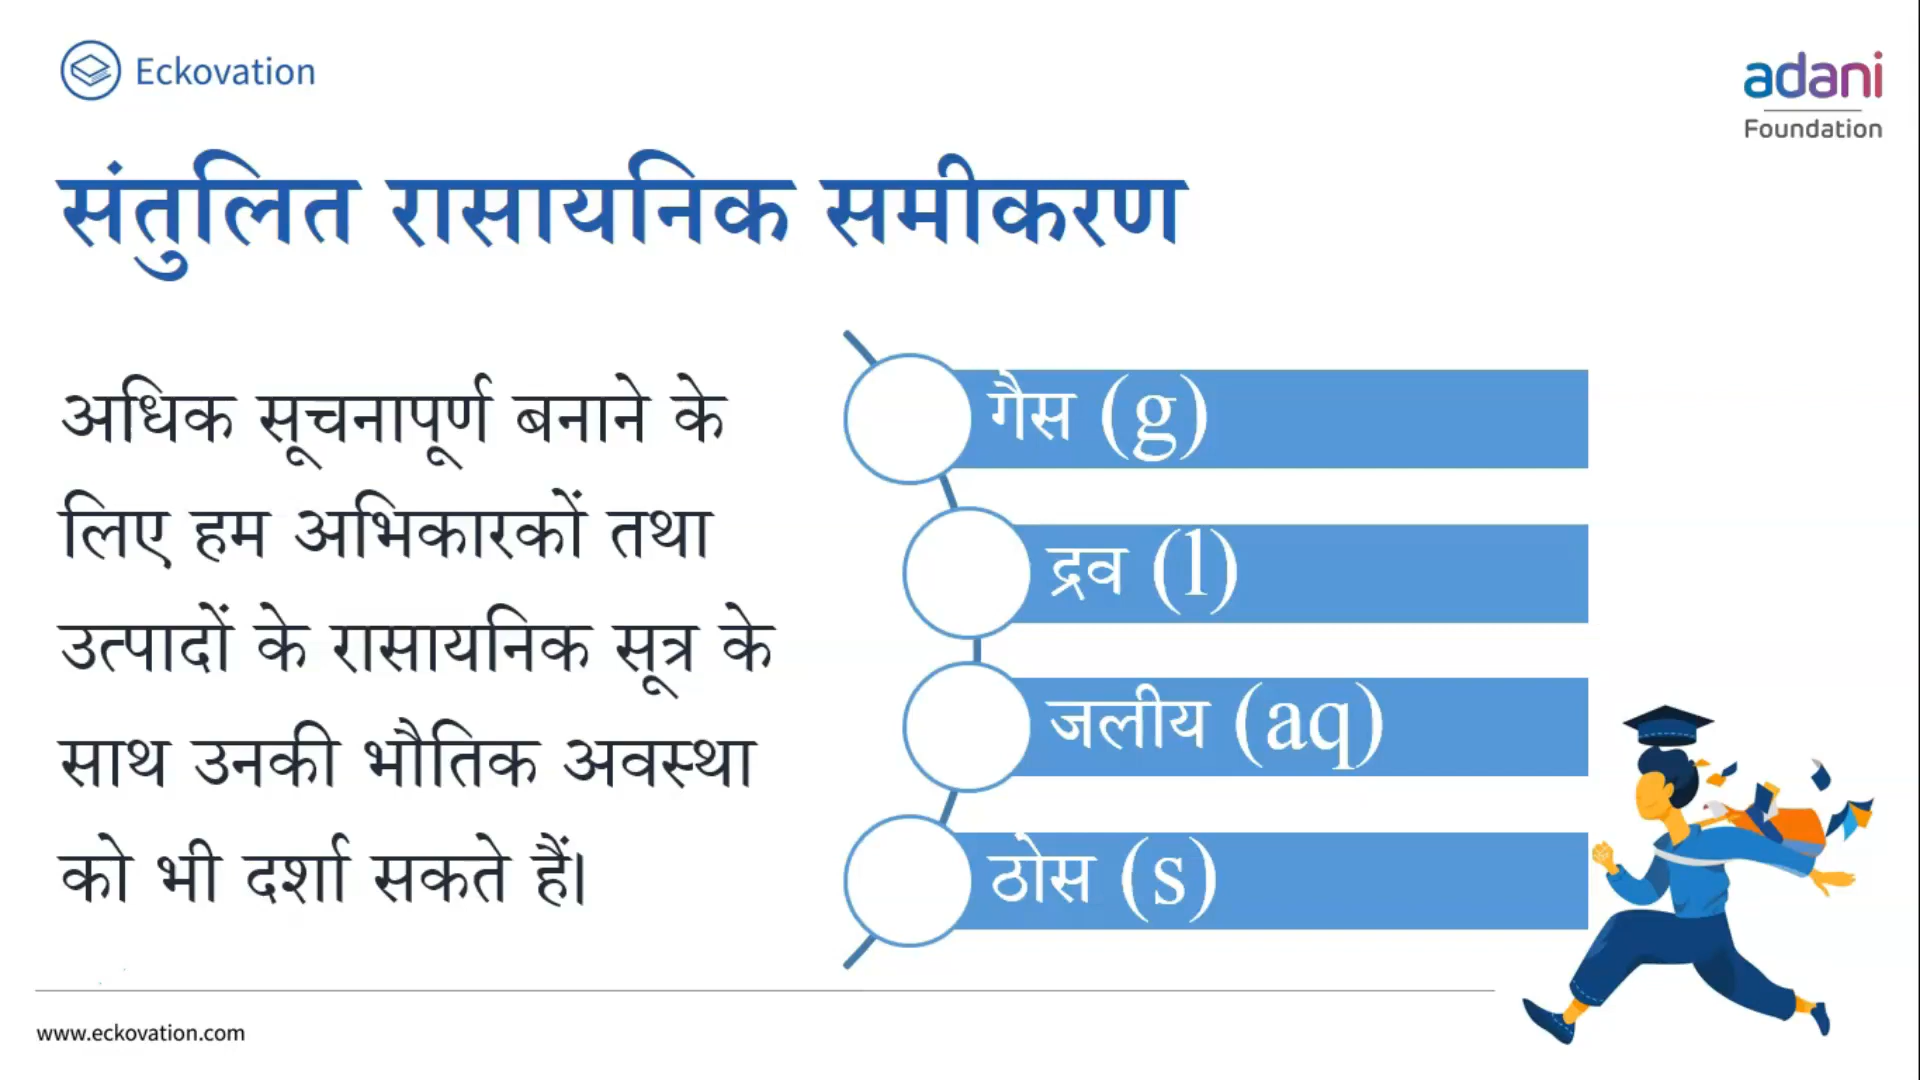 Eckovation
adani
Foundation
संतुलित रासायनिक समीकरण
अधिक सूचनापूर्ण बनाने के
लिए हम अभिकारकों तथा
उत्पादों के रासायनिक सूत्र के
साथ उनकी भौतिक अवस्था
को भी दर्शा सकते हैं।
गैस (g)
द्रव (l)
जलीय (aq)
ठोस (s)
www.eckovation.com